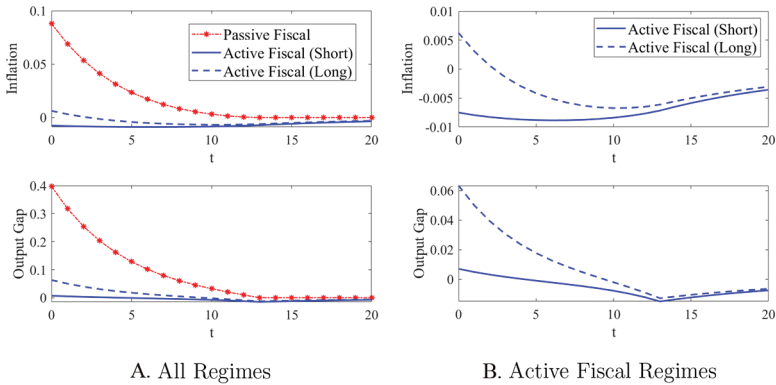 0.1
0.05
0
Inflation
Passive Fiscal
Active Fiscal (Short)
Active Fiscal (Long)
0 5 10 15 20
t
0.4
0.3
0.2
0.1
0
Output Gap
0 5 10 15 20
t
A. All Regimes
0.01
0.005
0
-0.005
-0.01
Inflation
Active Fiscal (Short)
Active Fiscal (Long)
0 5 10 15 20
t
0.06
0.04
0.02
0
Output Gap
0 5 10 15 20
t
B. Active Fiscal Regimes